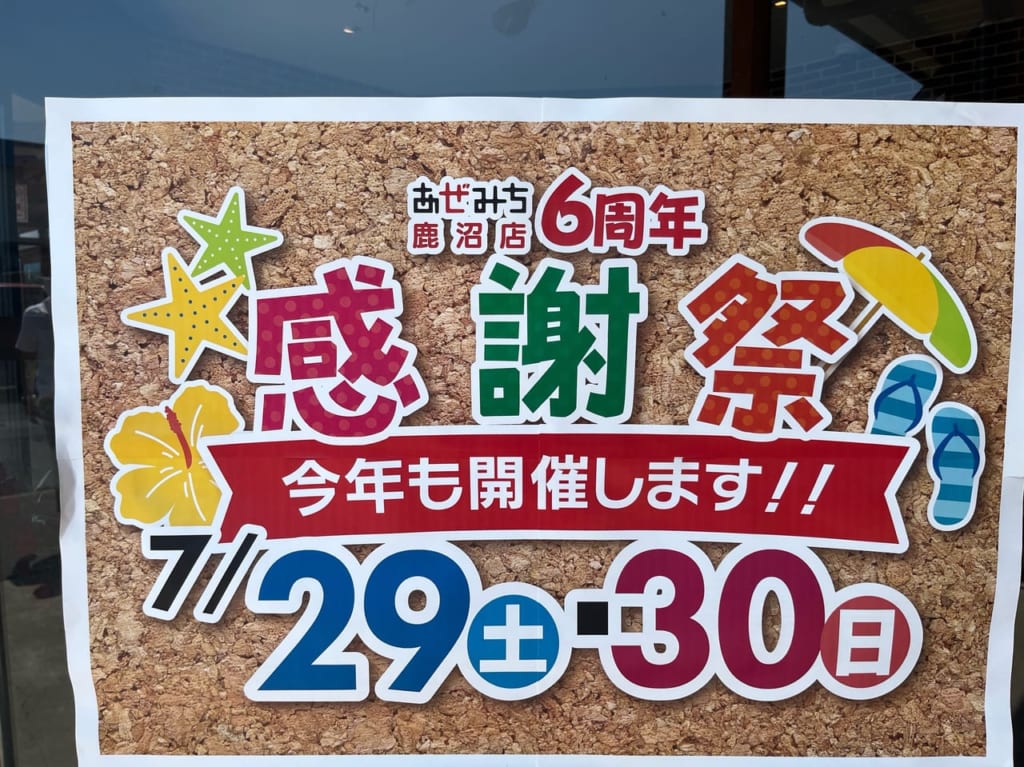 あぜみち
鹿沼店
6周年
感謝祭
今年も開催します!!
7/29土・30日